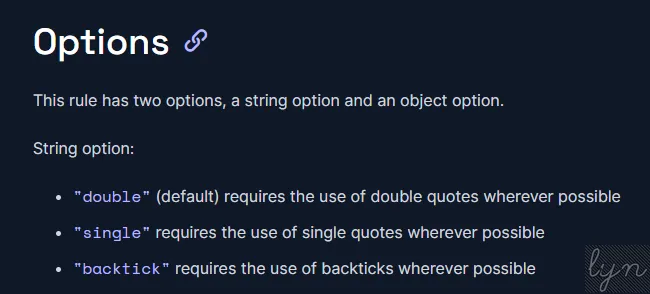 Options
This rule has two options, a string option and an object option.
String option:
• "double" (default) requires the use of double quotes wherever possible
• "single" requires the use of single quotes wherever possible
• "backtick" requires the use of backticks wherever possible
lyn